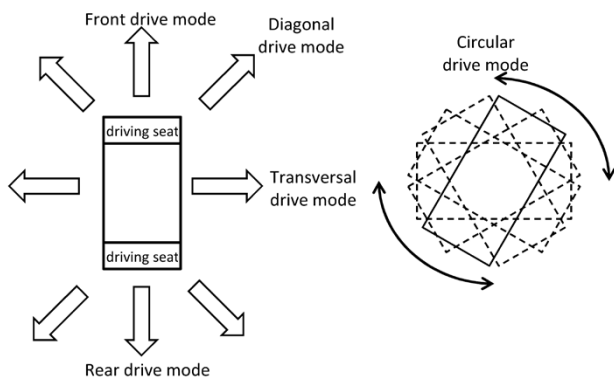 Front drive mode
Diagonal
drive mode
Circular
drive mode
driving seat
Transversal
drive mode
driving seat
Rear drive mode